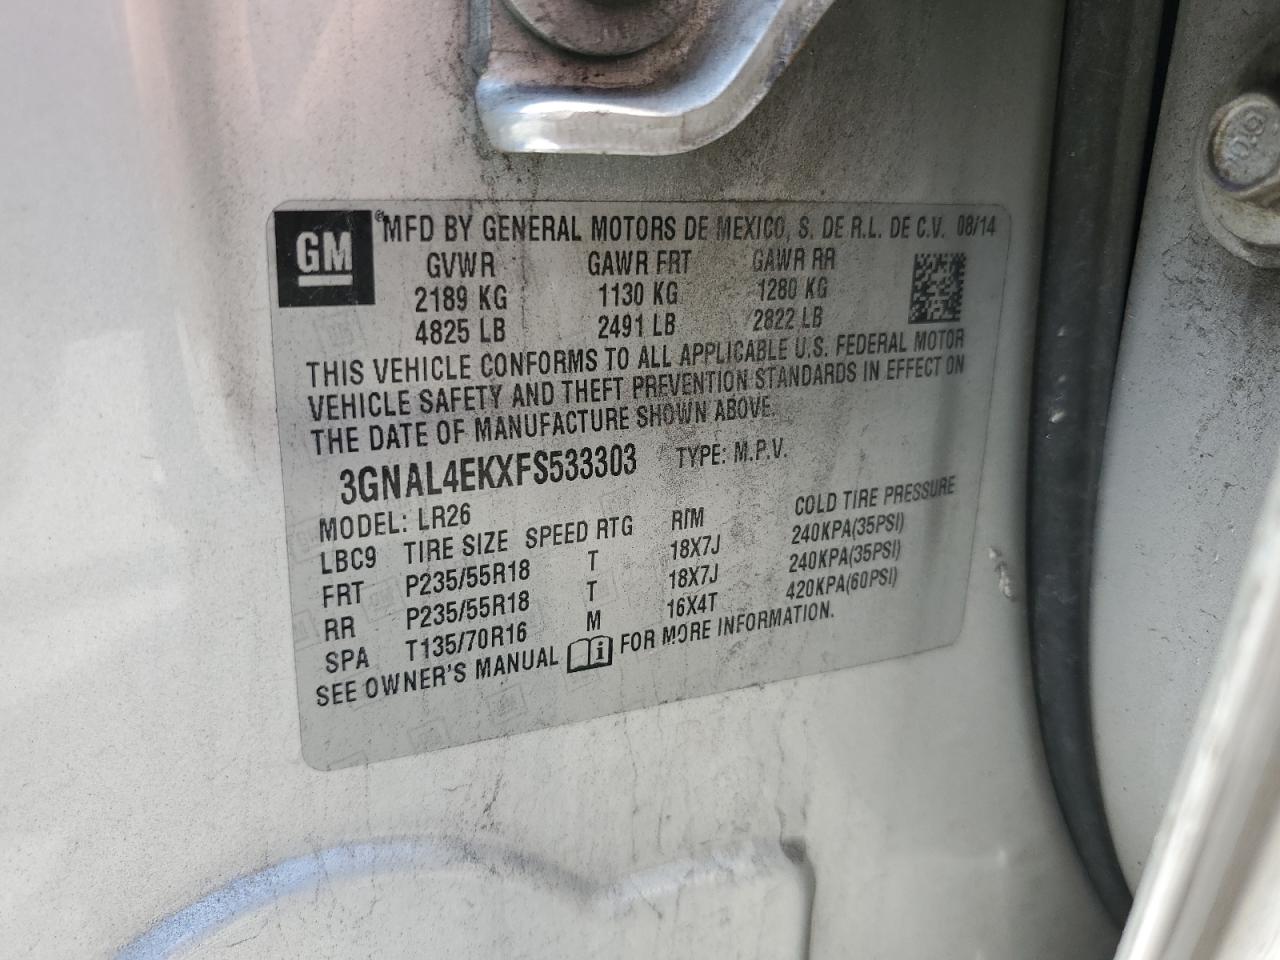 GM
® MFD BY GENERAL MOTORS DE MEXICO, S. DE R.L. DE C.V. 08/14
GVWR GAWR FRT GAWR RR
2189 KG 1130 KG 1280 KG
4825 LB 2491 LB 2822 LB
THIS VEHICLE CONFORMS TO ALL APPLICABLE U.S. FEDERAL MOTOR
VEHICLE SAFETY AND THEFT PREVENTION STANDARDS IN EFFECT ON
THE DATE OF MANUFACTURE SHOWN ABOVE.
3GNAL4EKXFS533303 TYPE: M.P.V.
MODEL: LR26
LBC9 TIRE SIZE SPEED RTG RIM COLD TIRE PRESSURE
FRT P235/55R18 T 18X7J 240KPA(35PSI)
RR P235/55R18 T 18X7J 240KPA(35PSI)
SPA T135/70R16 M 16X4T 420KPA(60PSI)
SEE OWNER'S MANUAL FOR MORE INFORMATION.